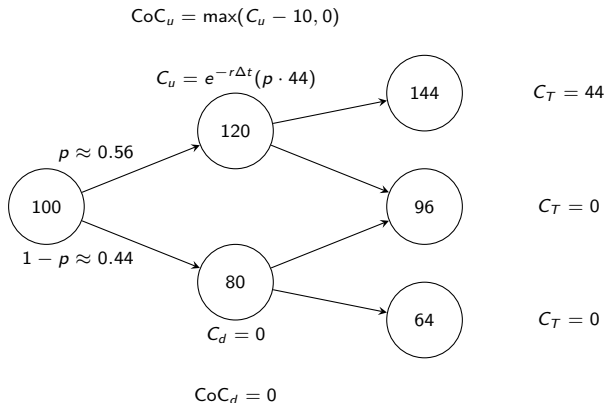 CoC_u = max(C_u − 10, 0)
C_u = e^{−rΔt}(p · 44)
144
C_T = 44
120
p ≈ 0.56
100
96
C_T = 0
1 − p ≈ 0.44
80
C_d = 0
64
C_T = 0
CoC_d = 0